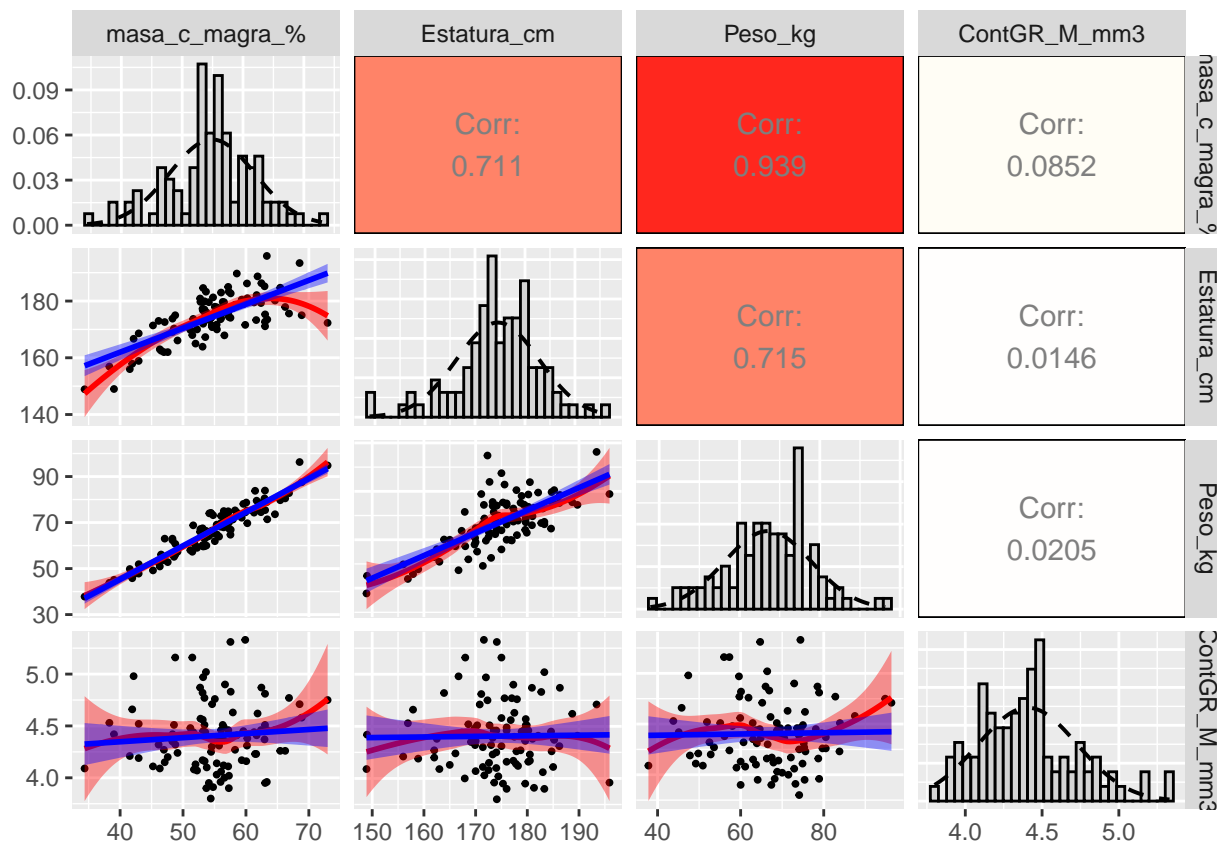 masa_c_magra_% Estatura_cm Peso_kg ContGR_M_mm3
0.09
0.06
0.03
0.00
Corr:
0.711
Corr:
0.939
Corr:
0.0852
masa_c_magra_%
180
160
140
Corr:
0.715
Corr:
0.0146
Estatura_cm
90
70
50
30
Corr:
0.0205
Peso_kg
5.0
4.5
4.0
ContGR_M_mm3
40 50 60 70 150 160 170 180 190 40 60 80 4.0 4.5 5.0